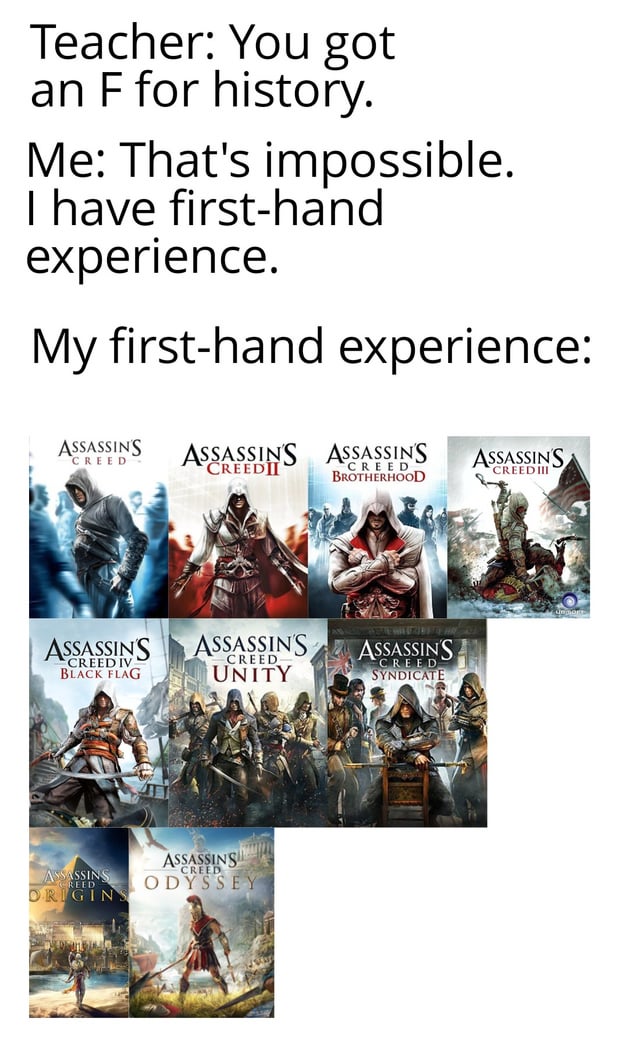 Teacher: You got
an F for history.
Me: That's impossible.
I have first-hand
experience.
My first-hand experience:
ASSASSIN'S
CREED
ASSASSIN'S
CREED II
ASSASSIN'S
CREED
BROTHERHOOD
ASSASSIN'S
CREED III
UBISOFT
ASSASSIN'S
CREED IV
BLACK FLAG
ASSASSIN'S
CREED
UNITY
ASSASSIN'S
CREED
SYNDICATE
ASSASSIN'S
CREED
ORIGINS
ASSASSIN'S
CREED
ODYSSEY